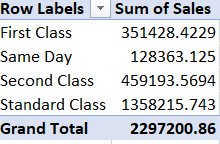 Row Labels Sum of Sales
First Class 351428.4229
Same Day 128363.125
Second Class 459193.5694
Standard Class 1358215.743
Grand Total 2297200.86